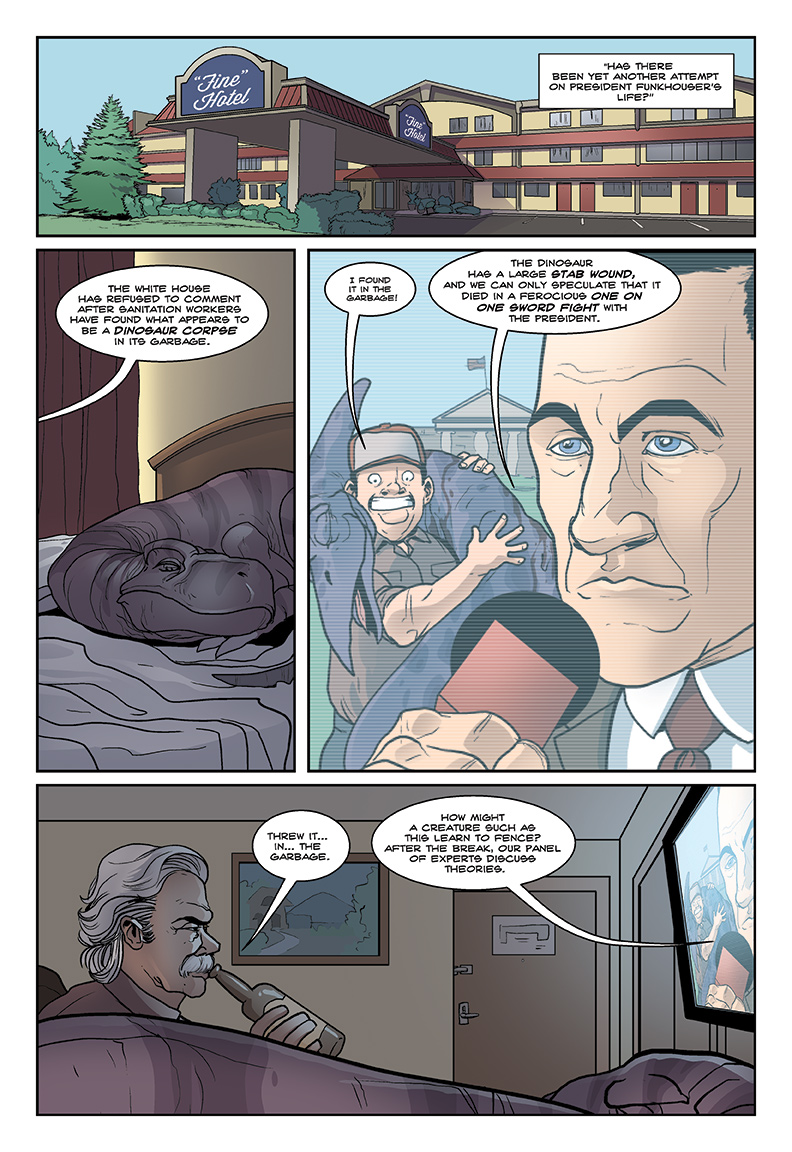 "Fine"
Hotel
"Fine"
Hotel
"HAS THERE
BEEN YET ANOTHER ATTEMPT
ON PRESIDENT FUNKHOUSER'S
LIFE?"
THE WHITE HOUSE
HAS REFUSED TO COMMENT
AFTER SANITATION WORKERS
HAVE FOUND WHAT APPEARS TO
BE A DINOSAUR CORPSE
IN ITS GARBAGE.
I FOUND
IT IN THE
GARBAGE!
THE DINOSAUR
HAS A LARGE STAB WOUND,
AND WE CAN ONLY SPECULATE THAT IT
DIED IN A FEROCIOUS ONE ON
ONE SWORD FIGHT WITH
THE PRESIDENT.
THREW IT...
IN... THE
GARBAGE.
HOW MIGHT
A CREATURE SUCH AS
THIS LEARN TO FENCE?
AFTER THE BREAK, OUR PANEL
OF EXPERTS DISCUSS
THEORIES.